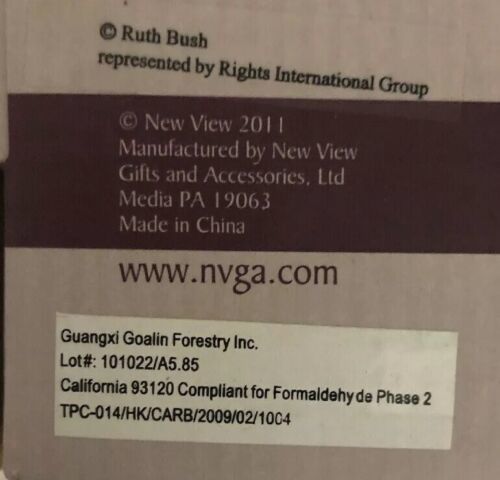 © Ruth Bush
represented by Rights International Group
© New View 2011
Manufactured by New View
Gifts and Accessories, Ltd
Media PA 19063
Made in China
www.nvga.com
Guangxi Goalin Forestry Inc.
Lot#: 101022/A5.85
California 93120 Compliant for Formaldehyde Phase 2
TPC-014/HK/CARB/2009/02/1004